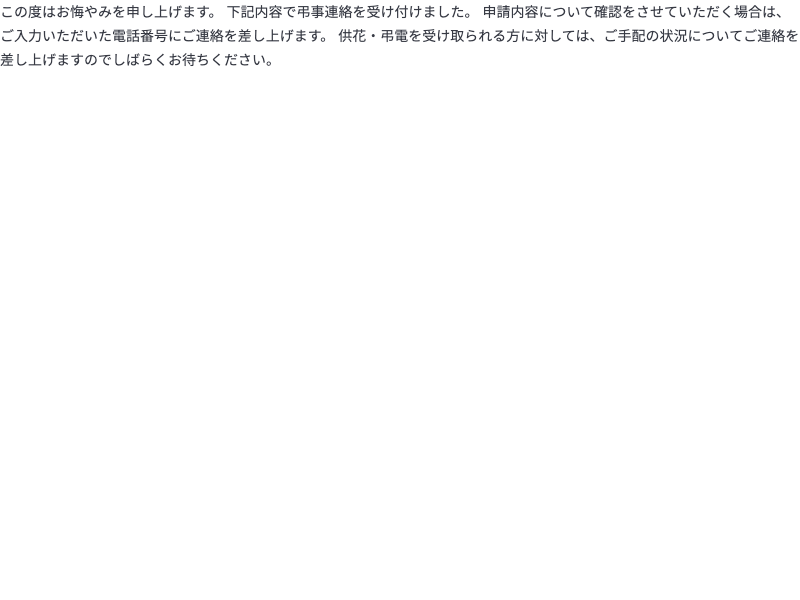 この度はお悔やみを申し上げます。 下記内容で弔事連絡を受け付けました。 申請内容について確認をさせていただく場合は、
ご入力いただいた電話番号にご連絡を差し上げます。 供花・弔電を受け取られる方に対しては、ご手配の状況についてご連絡を
差し上げますのでしばらくお待ちください。